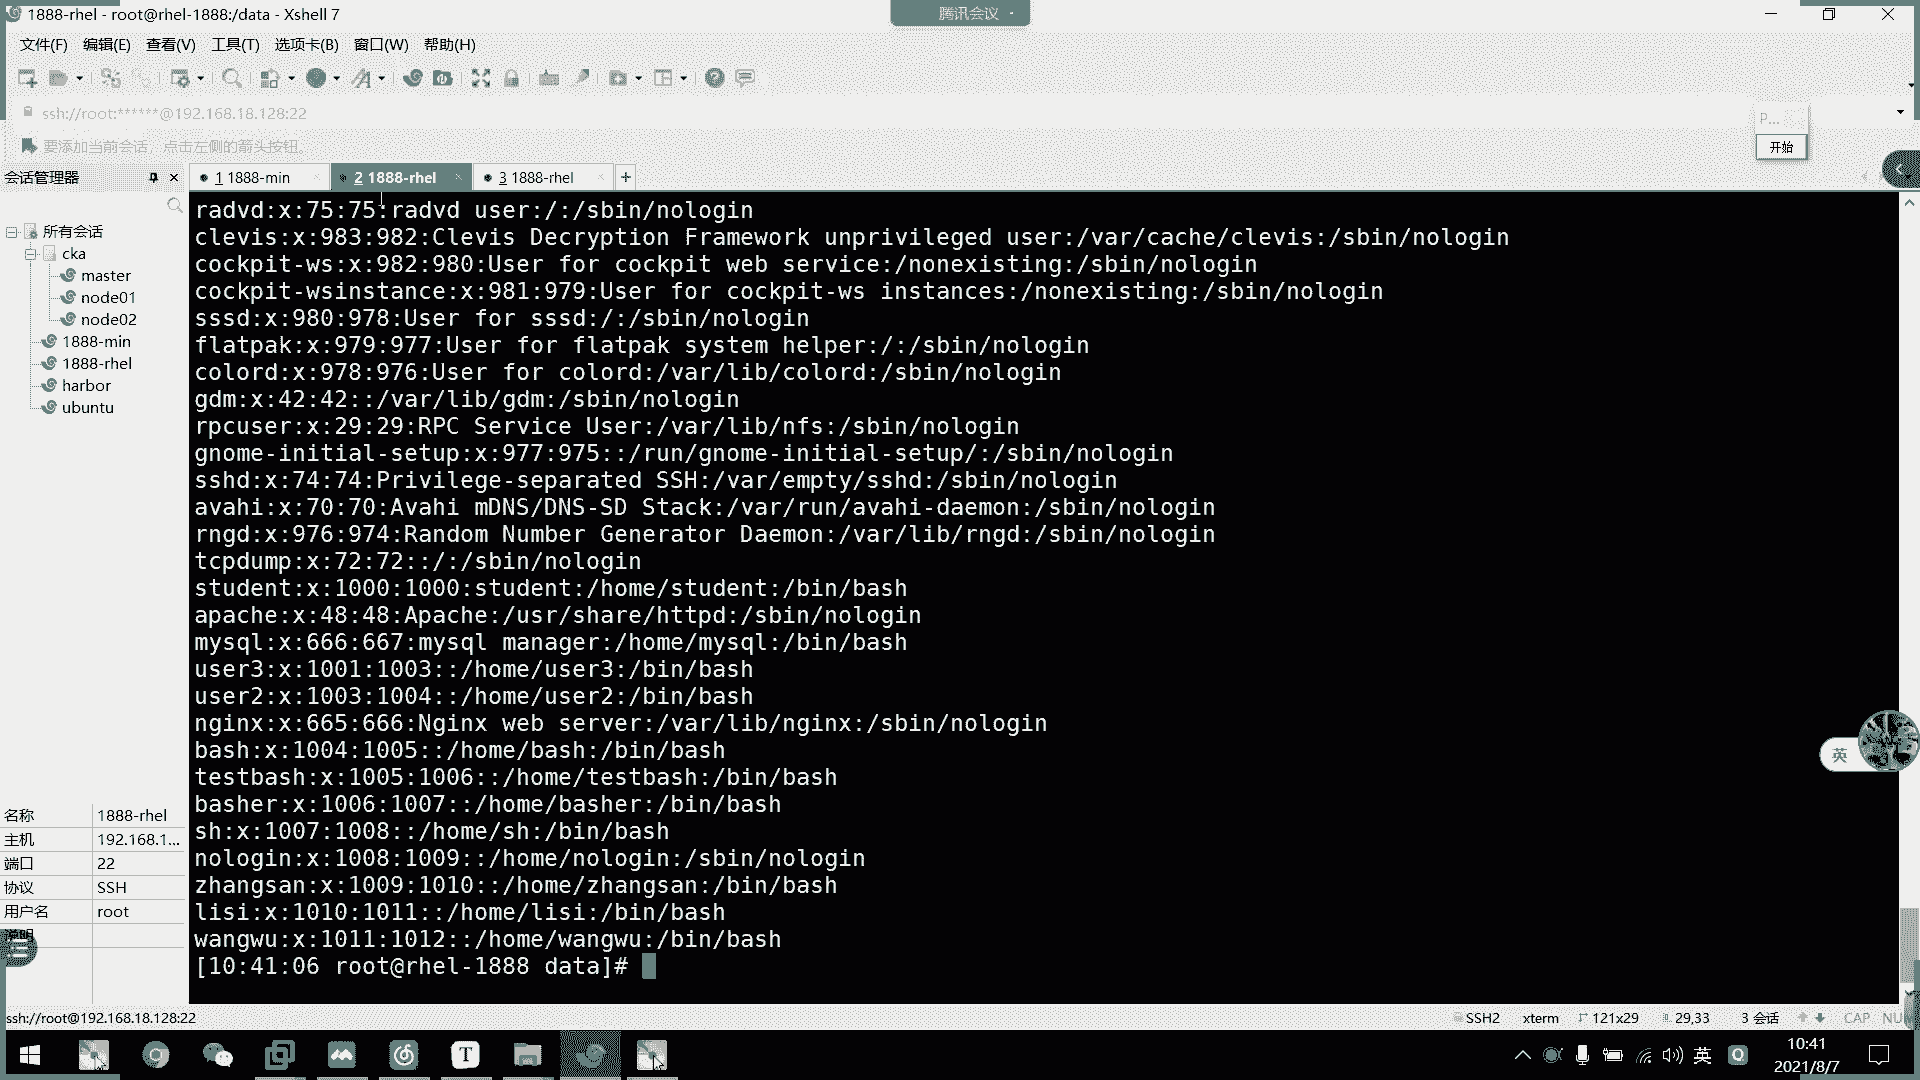 1888-rhel - root@rhel-1888:/data - Xshell 7
腾讯会议
文件(F) 编辑(E) 查看(V) 工具(T) 选项卡(B) 窗口(W) 帮助(H)
ssh://root:******@192.168.18.128:22
P...
要添加当前会话，点击左侧的箭头按钮。
开始
会话管理器
1 1888-min
2 1888-rhel
3 1888-rhel
所有会话
cka
master
node01
node02
1888-min
1888-rhel
harbor
ubuntu
radvd:x:75:75:radvd user:/:/sbin/nologin
clevis:x:983:982:Clevis Decryption Framework unprivileged user:/var/cache/clevis:/sbin/nologin
cockpit-ws:x:982:980:User for cockpit web service:/nonexisting:/sbin/nologin
cockpit-wsinstance:x:981:979:User for cockpit-ws instances:/nonexisting:/sbin/nologin
sssd:x:980:978:User for sssd:/:/sbin/nologin
flatpak:x:979:977:User for flatpak system helper:/:/sbin/nologin
colord:x:978:976:User for colord:/var/lib/colord:/sbin/nologin
gdm:x:42:42::/var/lib/gdm:/sbin/nologin
rpcuser:x:29:29:RPC Service User:/var/lib/nfs:/sbin/nologin
gnome-initial-setup:x:977:975::/run/gnome-initial-setup/:/sbin/nologin
sshd:x:74:74:Privilege-separated SSH:/var/empty/sshd:/sbin/nologin
avahi:x:70:70:Avahi mDNS/DNS-SD Stack:/var/run/avahi-daemon:/sbin/nologin
rngd:x:976:974:Random Number Generator Daemon:/var/lib/rngd:/sbin/nologin
tcpdump:x:72:72::/:/sbin/nologin
student:x:1000:1000:student:/home/student:/bin/bash
apache:x:48:48:Apache:/usr/share/httpd:/sbin/nologin
mysql:x:666:667:mysql manager:/home/mysql:/bin/bash
user3:x:1001:1003::/home/user3:/bin/bash
user2:x:1003:1004::/home/user2:/bin/bash
nginx:x:665:666:Nginx web server:/var/lib/nginx:/sbin/nologin
bash:x:1004:1005::/home/bash:/bin/bash
testbash:x:1005:1006::/home/testbash:/bin/bash
basher:x:1006:1007::/home/basher:/bin/bash
sh:x:1007:1008::/home/sh:/bin/bash
nologin:x:1008:1009::/home/nologin:/sbin/nologin
zhangsan:x:1009:1010::/home/zhangsan:/bin/bash
lisi:x:1010:1011::/home/lisi:/bin/bash
wangwu:x:1011:1012::/home/wangwu:/bin/bash
[10:41:06 root@rhel-1888 data]#
名称 1888-rhel
主机 192.168.1...
端口 22
协议 SSH
用户名 root
英
ssh://root@192.168.18.128:22
SSH2 xterm 121x29 29,33 3 会话 CAP NUM
T
英
10:41
2021/8/7